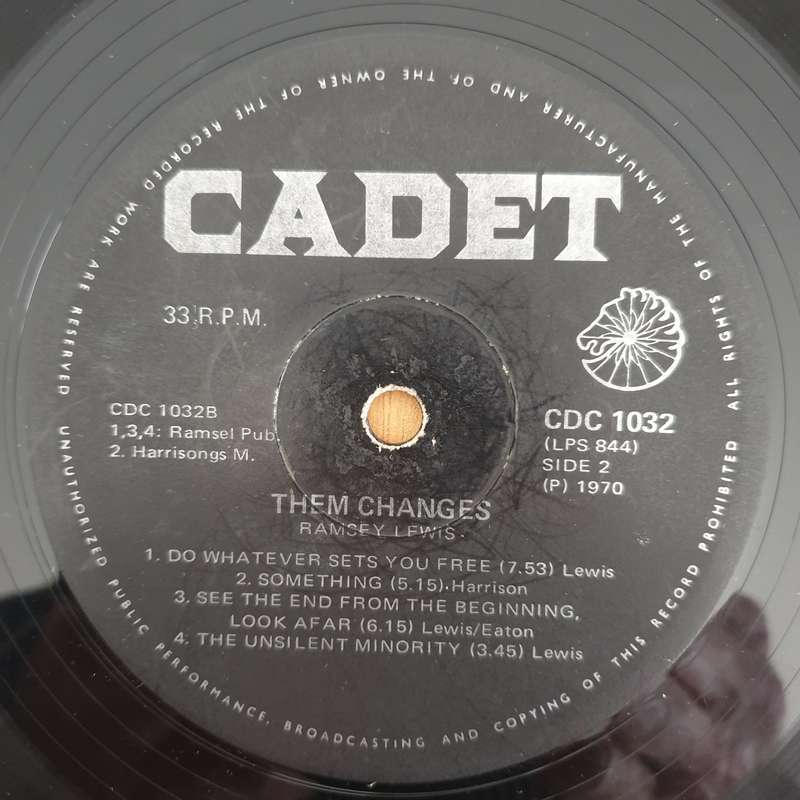 CADET
33⅓ R.P.M.
CDC 1032B
1,3,4: Ramsel Pub.
2. Harrisongs M.
CDC 1032
(LPS 844)
SIDE 2
(P) 1970
THEM CHANGES
RAMSEY LEWIS
1. DO WHATEVER SETS YOU FREE (7.53) Lewis
2. SOMETHING (5.15) Harrison
3. SEE THE END FROM THE BEGINNING,
LOOK AFAR (6.15) Lewis/Eaton
4. THE UNSILENT MINORITY (3.45) Lewis
ALL RIGHTS OF THE MANUFACTURER AND OF THE OWNER OF THE RECORDED WORK ARE RESERVED UNAUTHORIZED PUBLIC PERFORMANCE, BROADCASTING AND COPYING OF THIS RECORD PROHIBITED